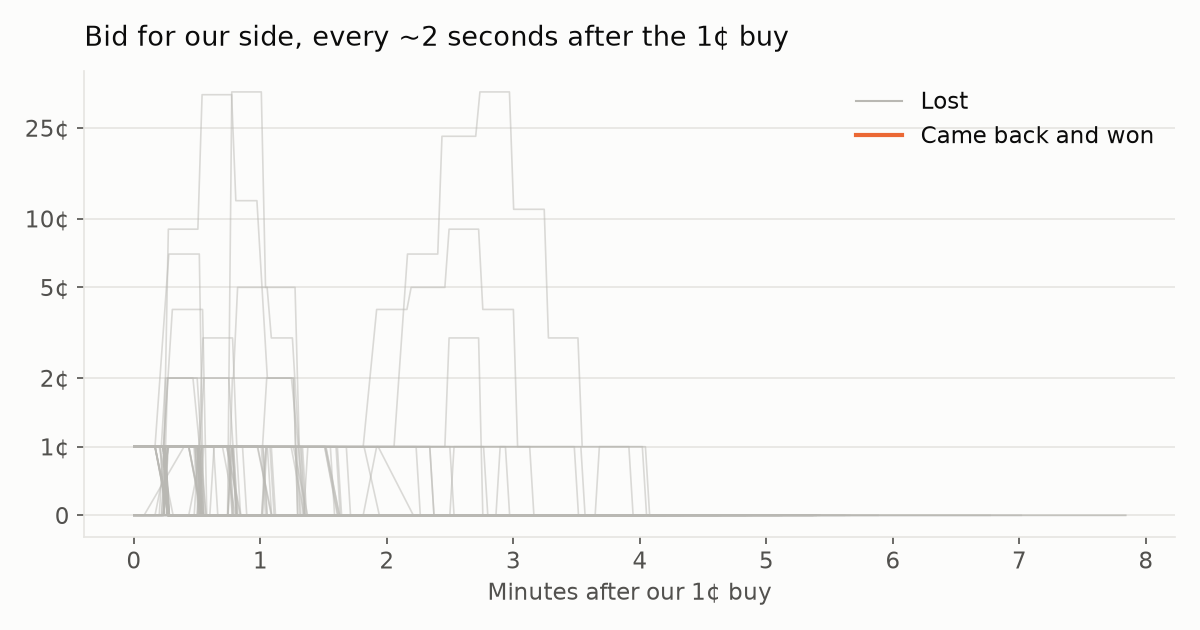 Bid for our side, every ~2 seconds after the 1¢ buy
Lost
Came back and won
25¢
10¢
5¢
2¢
1¢
0
0 1 2 3 4 5 6 7 8
Minutes after our 1¢ buy